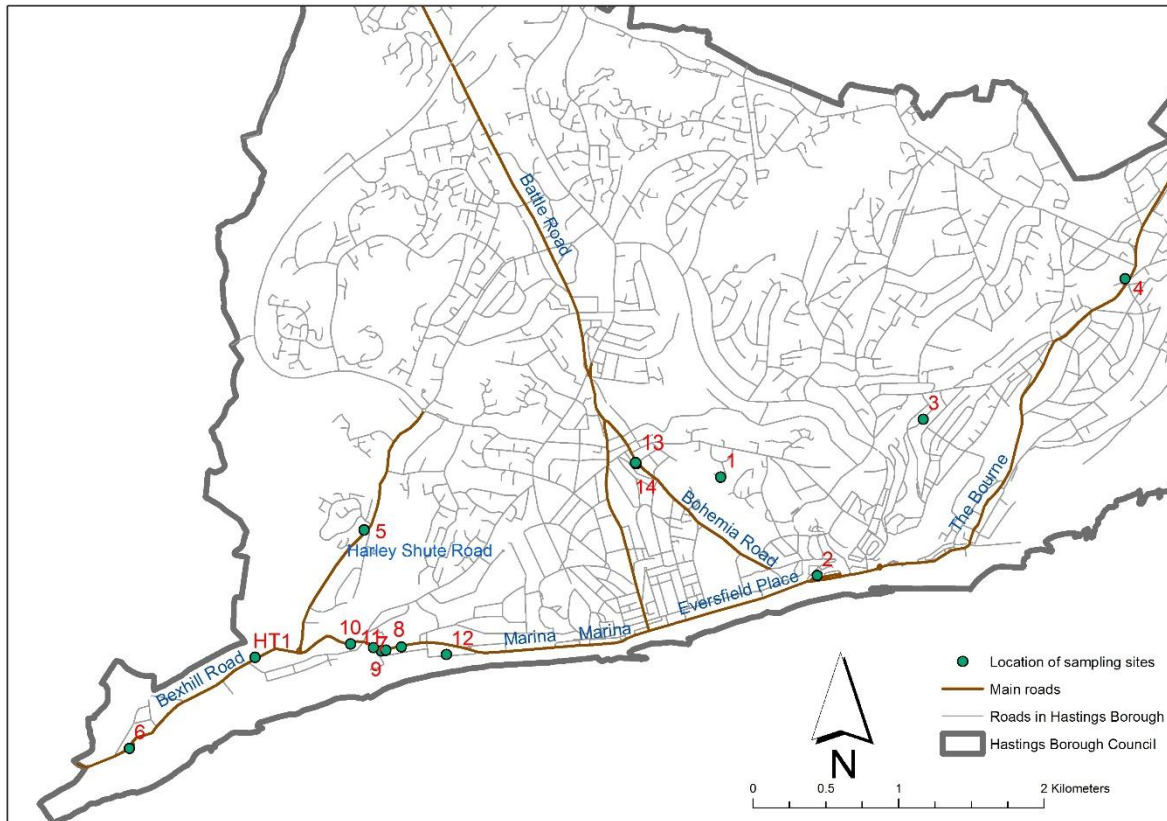 Battle Road
4
3
13
1
14
Bohemia Road
The Bourne
5
Harley Shute Road
2
Eversfield Place
10
11
7
8
9
12
Marina
Marina
HT1
Bexhill Road
6
N
Location of sampling sites
Main roads
Roads in Hastings Borough
Hastings Borough Council
0
0.5
1
2 Kilometers